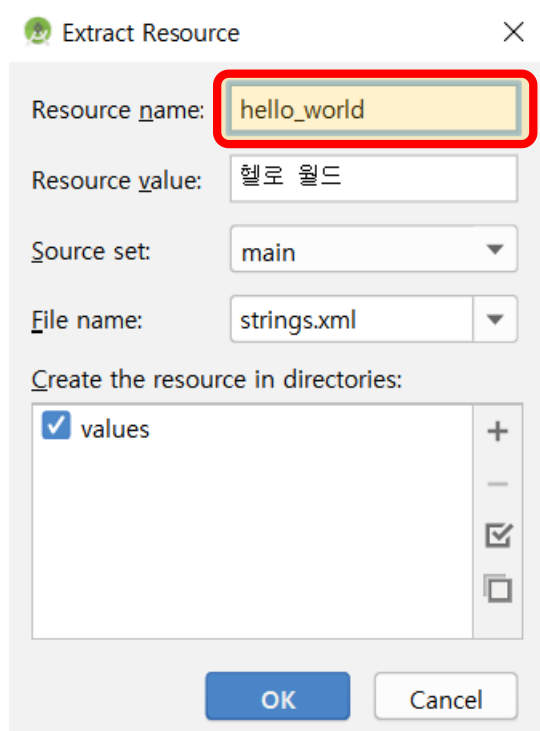 Extract Resource
Resource name: hello_world
Resource value: 헬로 월드
Source set: main
File name: strings.xml
Create the resource in directories:
values
OK Cancel